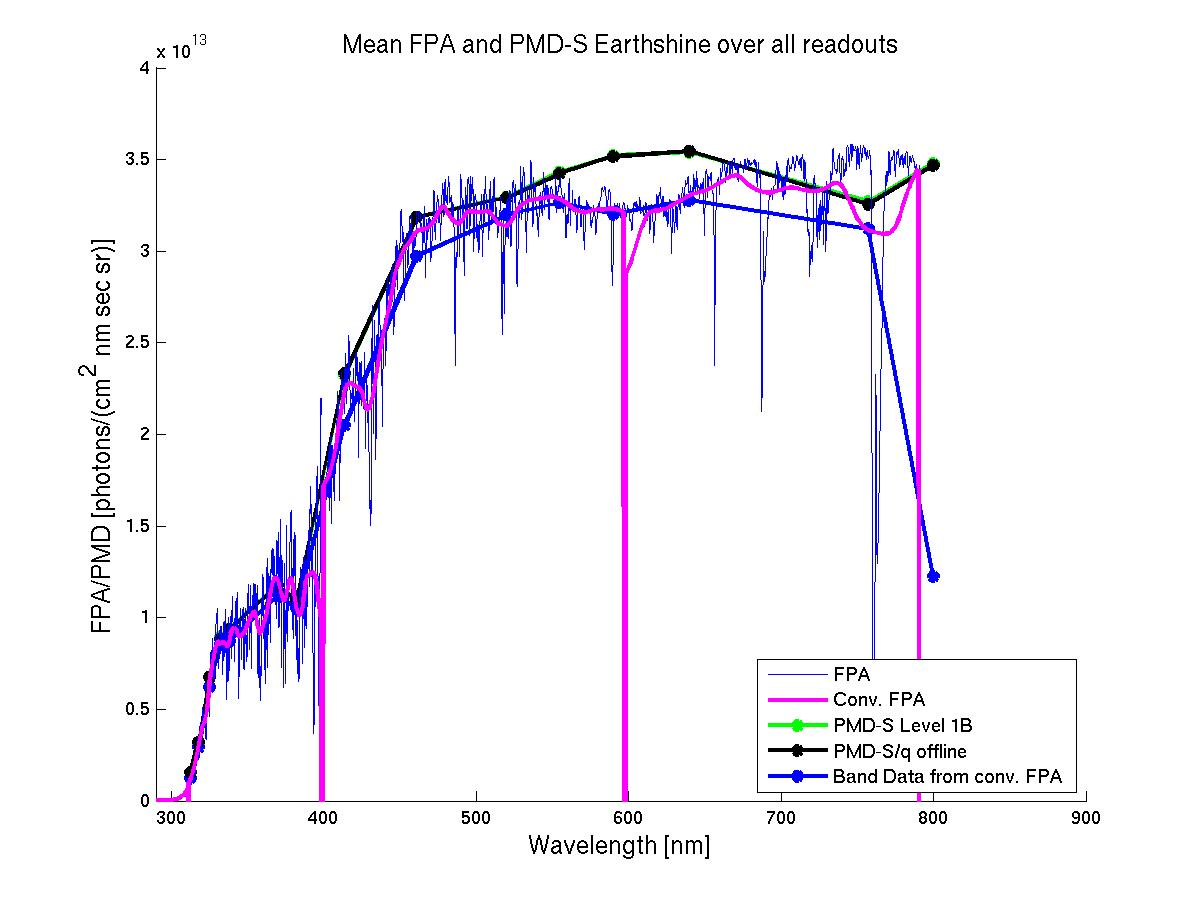 Mean FPA and PMD-S Earthshine over all readouts
x 10^13
4
3.5
3
2.5
2
1.5
1
0.5
0
FPA/PMD [photons/(cm^2 nm sec sr)]
300 400 500 600 700 800 900
Wavelength [nm]
FPA
Conv. FPA
PMD-S Level 1B
PMD-S/q offline
Band Data from conv. FPA